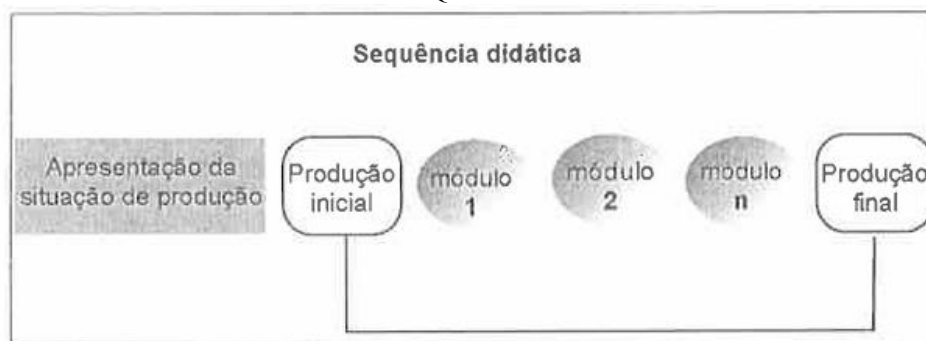 Sequência didática
Apresentação da
situação de produção
Produção
inicial
módulo
1
módulo
2
módulo
n
Produção
final